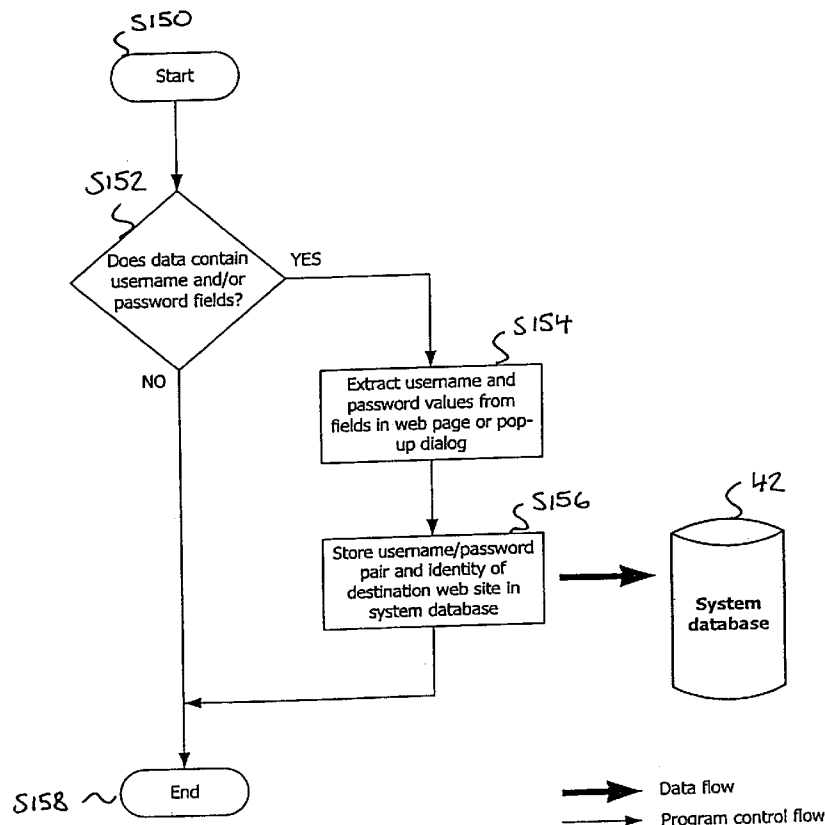 S150
Start
S152
Does data contain
username and/or
password fields?
YES
NO
S154
Extract username and
password values from
fields in web page or pop-
up dialog
S156
Store username/password
pair and identity of
destination web site in
system database
42
System
database
S158
End
Data flow
Program control flow